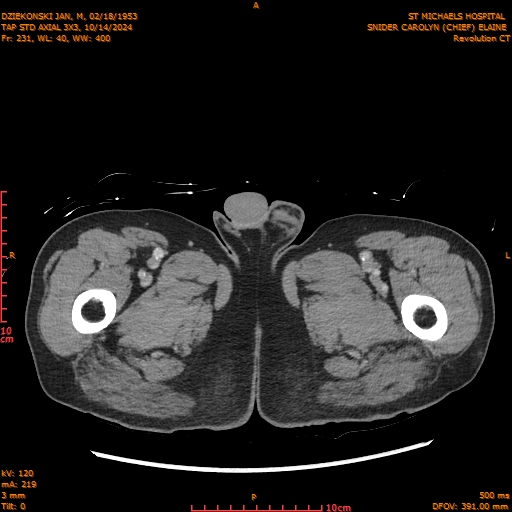 A
DZIEKONSKI JAN, M, 02/18/1953
TAP STD AXIAL 3X3, 10/14/2024
Fr: 231, WL: 40, WW: 400
ST MICHAELS HOSPITAL
SNIDER CAROLYN (CHIEF) ELAINE
Revolution CT
R
L
10
cm
kV: 120
mA: 219
3 mm
Tilt: 0
P
10cm
500 ms
DFOV: 391.00 mm